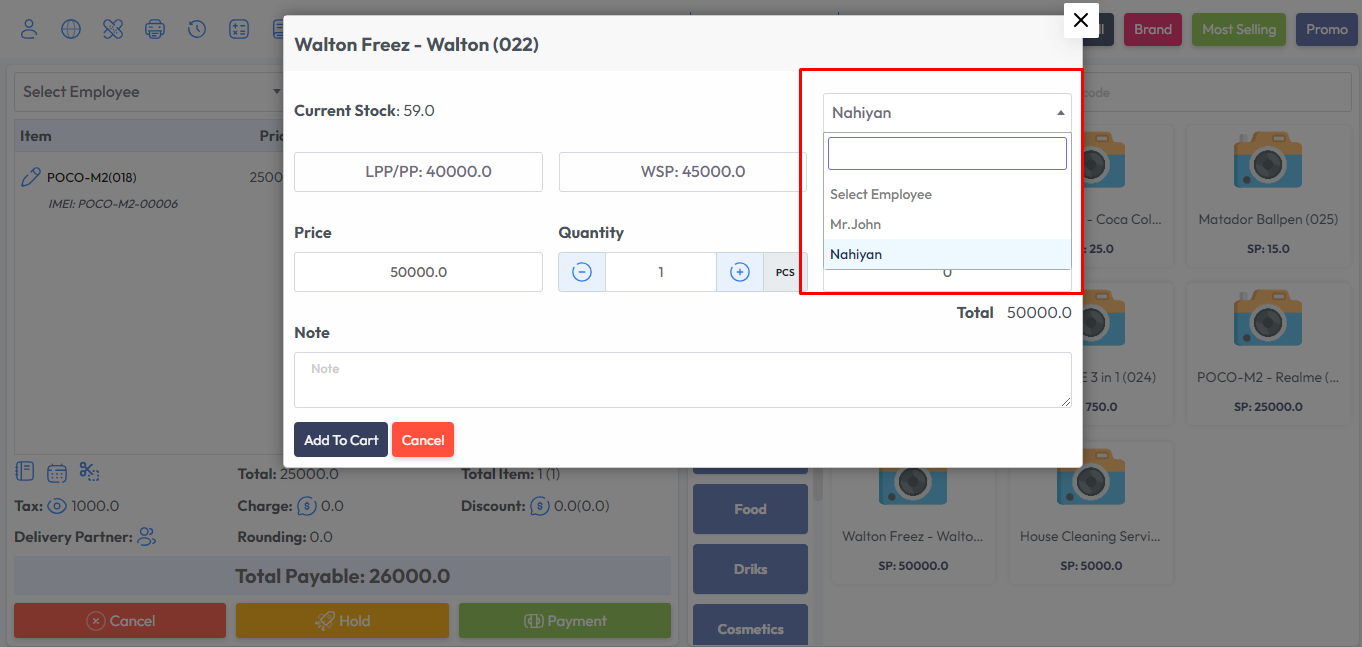 Brand
Most Selling
Promo
Walton Freez - Walton (022)
Select Employee
Item
POCO-M2(018)
IMEI: POCO-M2-00006
Current Stock: 59.0
Nahiyan
Select Employee
Mr.John
Nahiyan
LPP/PP: 40000.0
WSP: 45000.0
Price
Quantity
50000.0
1
PCS
0
Total 50000.0
Note
Note
Add To Cart
Cancel
Total: 25000.0
Total Item: 1 (1)
Tax: 1000.0
Charge: 0.0
Discount: 0.0(0.0)
Delivery Partner:
Rounding: 0.0
Total Payable: 26000.0
Cancel
Hold
Payment
Food
Driks
Cosmetics
- Coca Col...
Matador Ballpen (025)
SP: 15.0
3 in 1 (024)
750.0
POCO-M2 - Realme (...
SP: 25000.0
Walton Freez - Walto...
SP: 50000.0
House Cleaning Servi...
SP: 5000.0